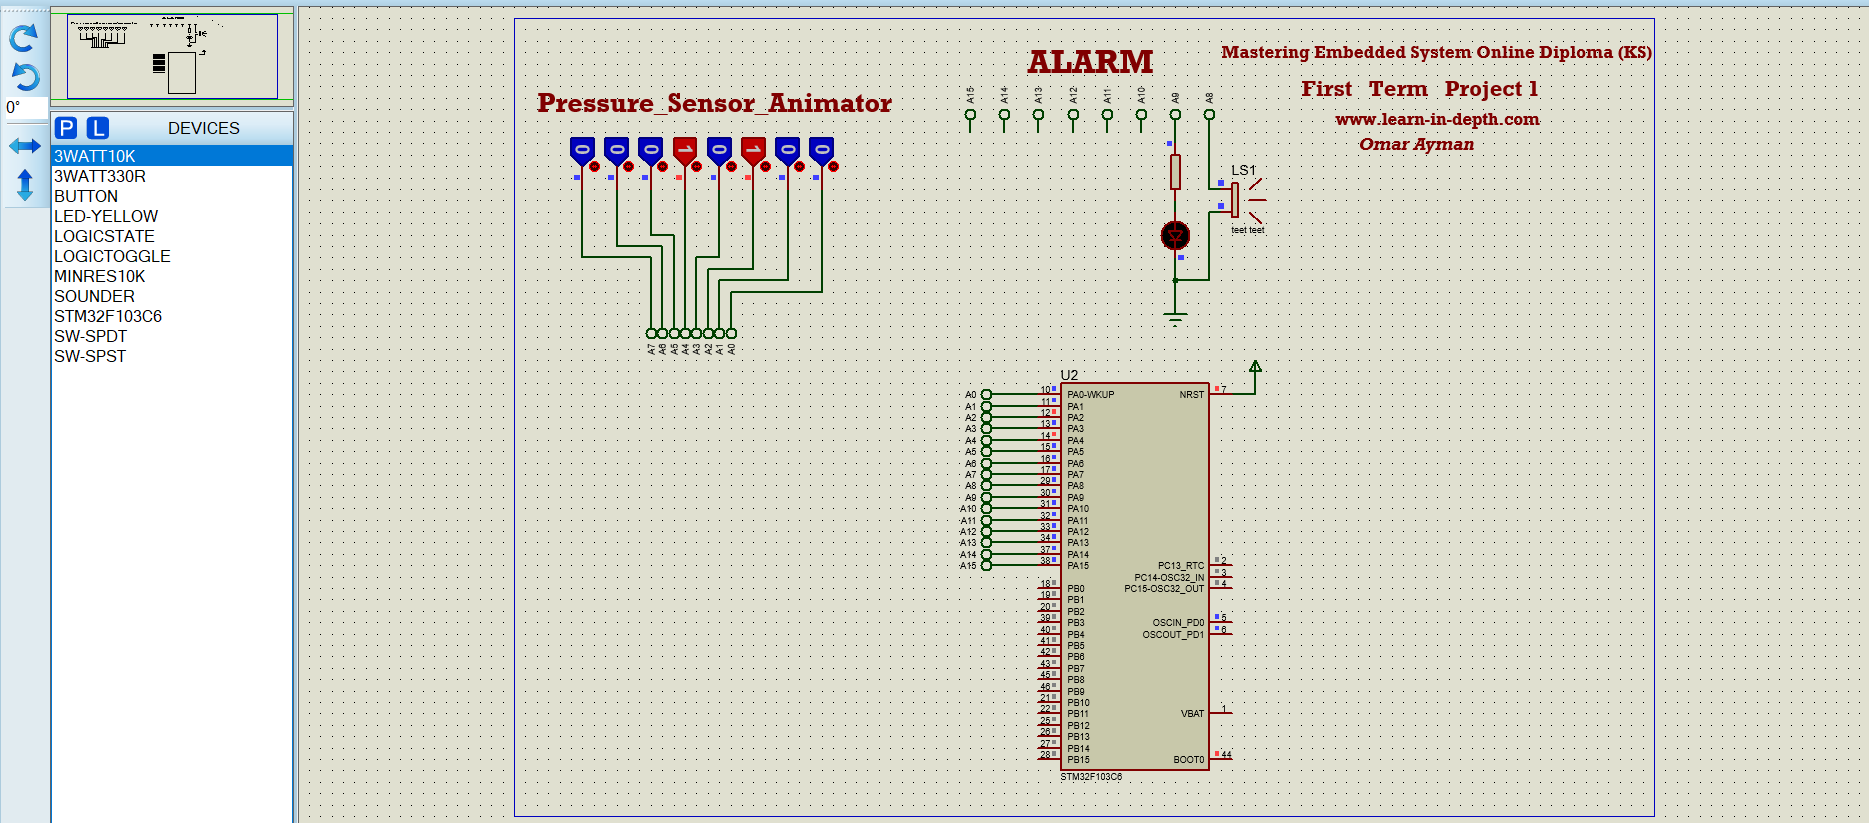 0°
P L DEVICES
3WATT10K
3WATT330R
BUTTON
LED-YELLOW
LOGICSTATE
LOGICTOGGLE
MINRES10K
SOUNDER
STM32F103C6
SW-SPDT
SW-SPST
Pressure_Sensor_Animator
0 0 0 1 0 1 0 0
A7 A6 A5 A4 A3 A2 A1 A0
ALARM
A15 A14 A13 A12 A11 A10 A9 A8
Mastering Embedded System Online Diploma (KS)
First Term Project 1
www.learn-in-depth.com
Omar Ayman
LS1
teet teet
U2
A0 10 PA0-WKUP NRST 7
A1 11 PA1
A2 12 PA2
A3 13 PA3
A4 14 PA4
A5 15 PA5
A6 16 PA6
A7 17 PA7
A8 29 PA8
A9 30 PA9
A10 31 PA10
A11 32 PA11
A12 33 PA12
A13 34 PA13
A14 37 PA14
A15 38 PA15 PC13_RTC 2
PC14-OSC32_IN 3
18 PB0 PC15-OSC32_OUT 4
19 PB1
20 PB2
39 PB3 OSCIN_PD0 5
40 PB4 OSCOUT_PD1 6
41 PB5
42 PB6
43 PB7
45 PB8
46 PB9
21 PB10
22 PB11 VBAT 1
25 PB12
26 PB13
27 PB14
28 PB15 BOOT0 44
STM32F103C6